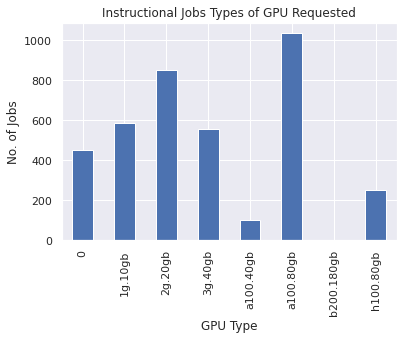 Instructional Jobs Types of GPU Requested
No. of Jobs
1000
800
600
400
200
0
0
1g.10gb
2g.20gb
3g.40gb
a100.40gb
a100.80gb
b200.180gb
h100.80gb
GPU Type